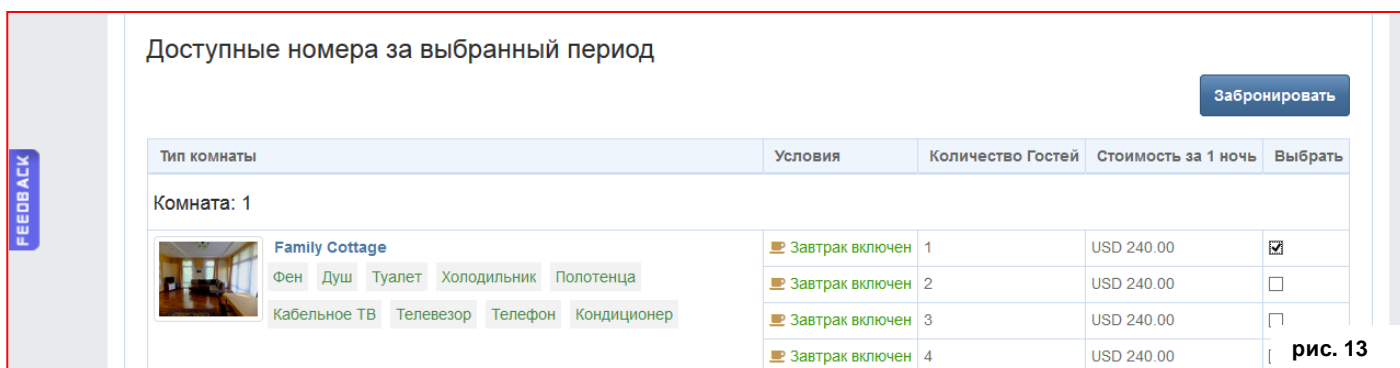 Доступные номера за выбранный период
Забронировать
FEEDBACK
Тип комнаты Условия Количество Гостей Стоимость за 1 ночь Выбрать
Комната: 1
Family Cottage Завтрак включен 1 USD 240.00
Фен Душ Туалет Холодильник Полотенца Завтрак включен 2 USD 240.00
Кабельное ТВ Телевезор Телефон Кондиционер Завтрак включен 3 USD 240.00
Завтрак включен 4 USD 240.00
рис. 13